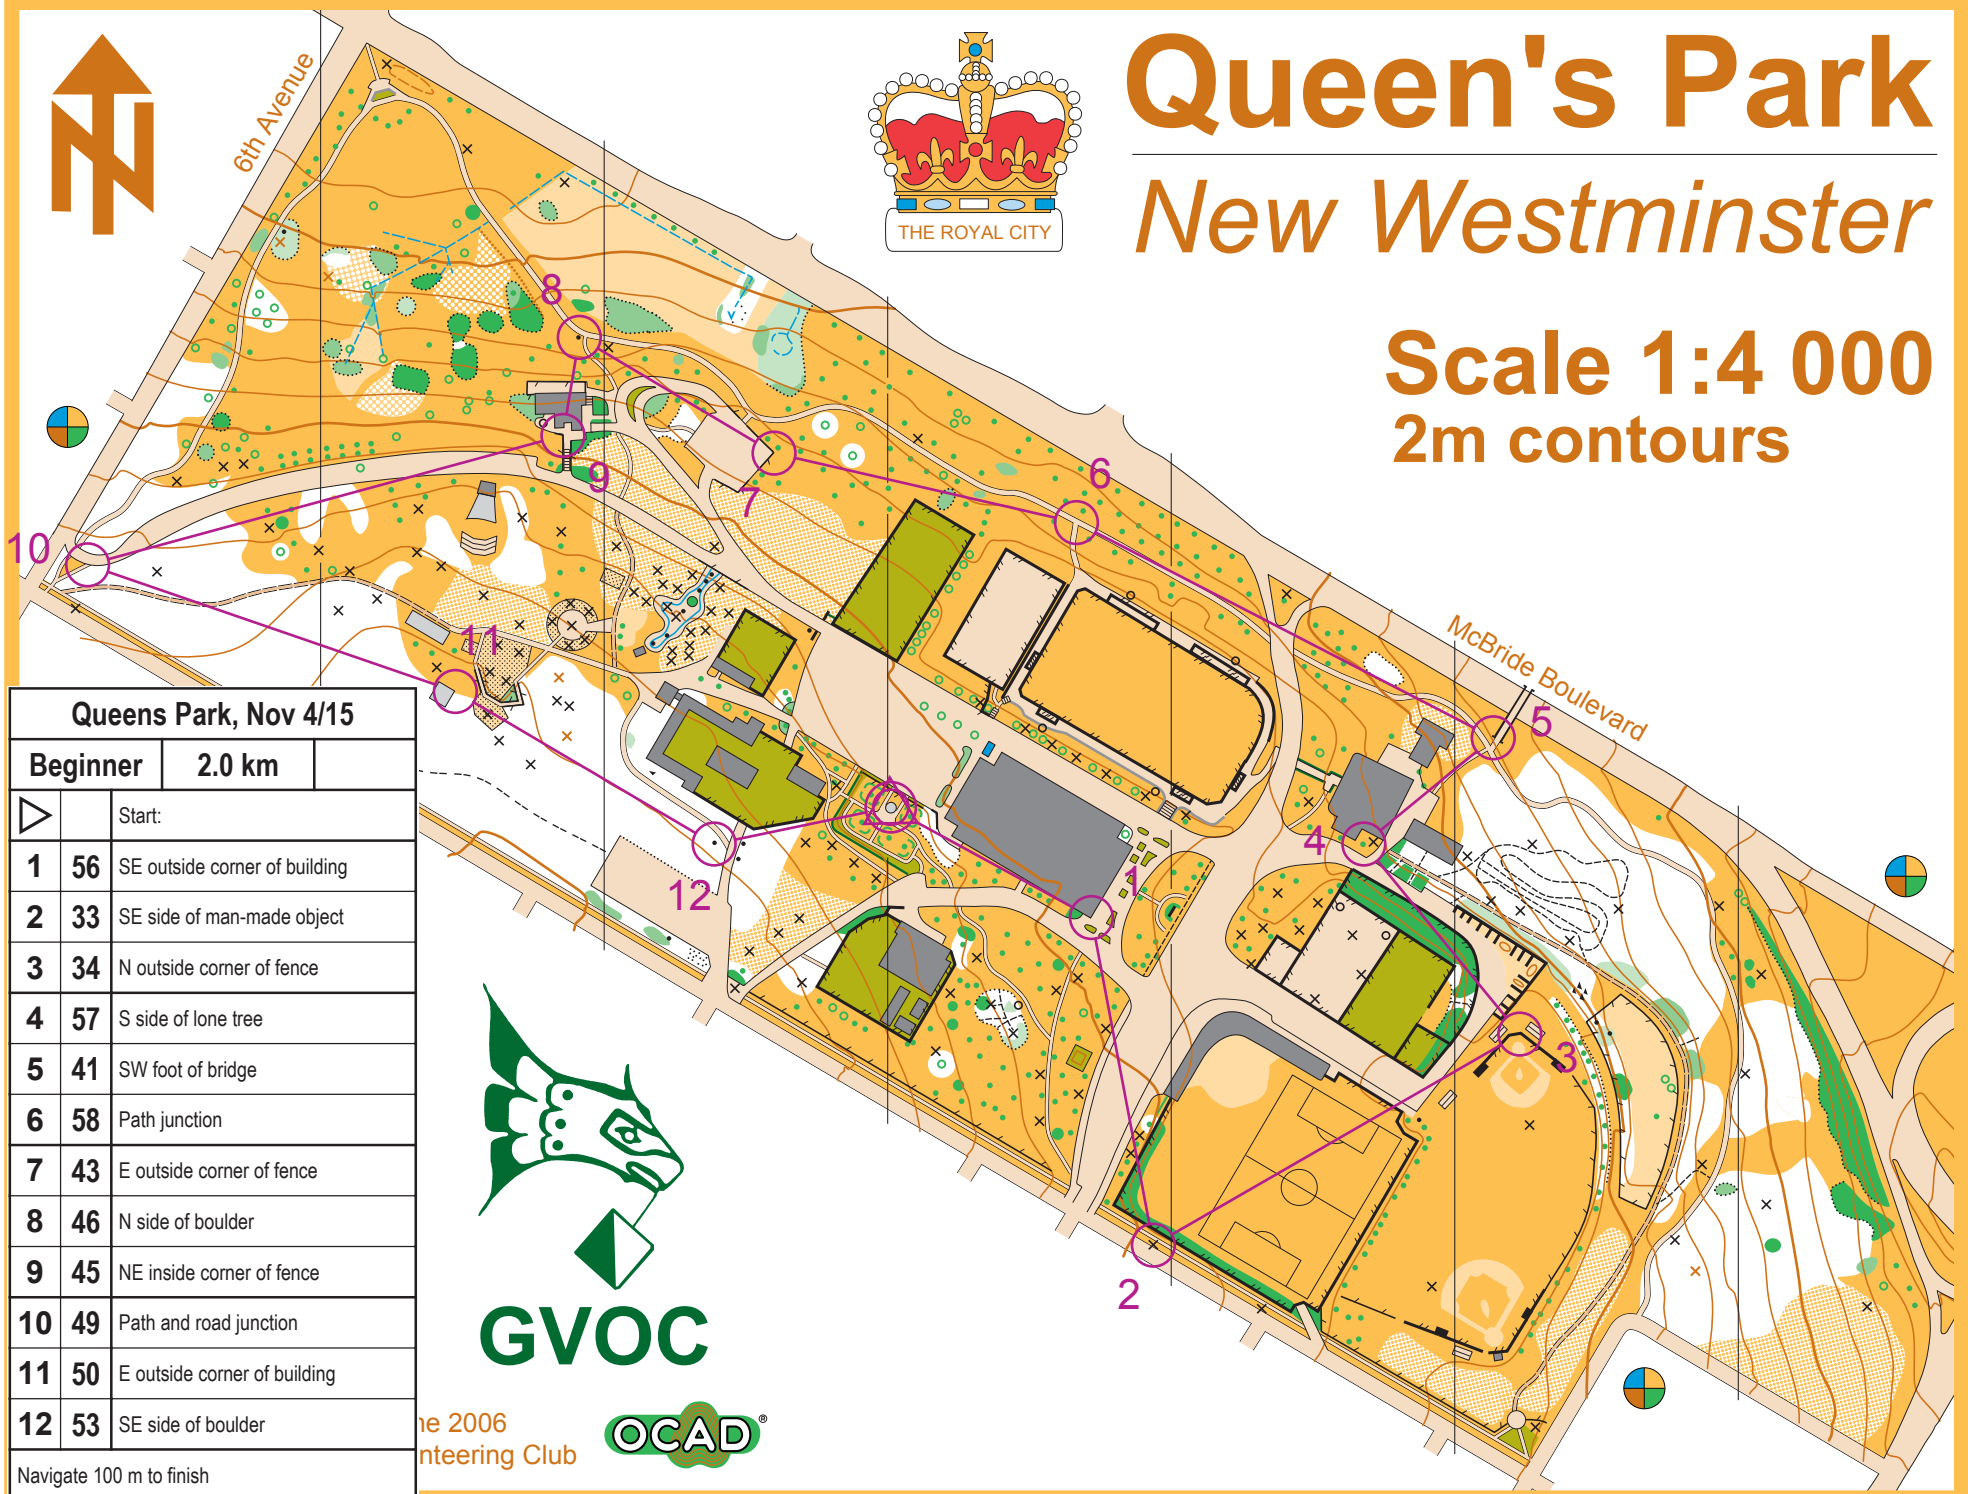 Queen's Park
New Westminster
Scale 1:4 000
2m contours
THE ROYAL CITY
N
6th Avenue
McBride Boulevard
8
6
9
7
10
11
5
4
1
12
3
2
Queens Park, Nov 4/15
Beginner 2.0 km
Start:
1 56 SE outside corner of building
2 33 SE side of man-made object
3 34 N outside corner of fence
4 57 S side of lone tree
5 41 SW foot of bridge
6 58 Path junction
7 43 E outside corner of fence
8 46 N side of boulder
9 45 NE inside corner of fence
10 49 Path and road junction
11 50 E outside corner of building
12 53 SE side of boulder
Navigate 100 m to finish
GVOC
2006
Club
OCAD®